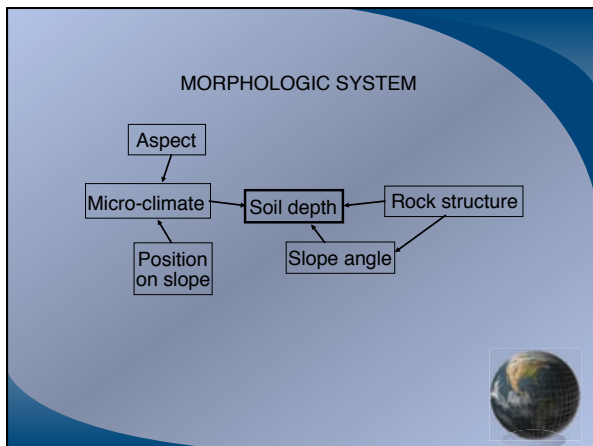 MORPHOLOGIC SYSTEM
Aspect
Micro-climate
Soil depth
Rock structure
Position
on slope
Slope angle